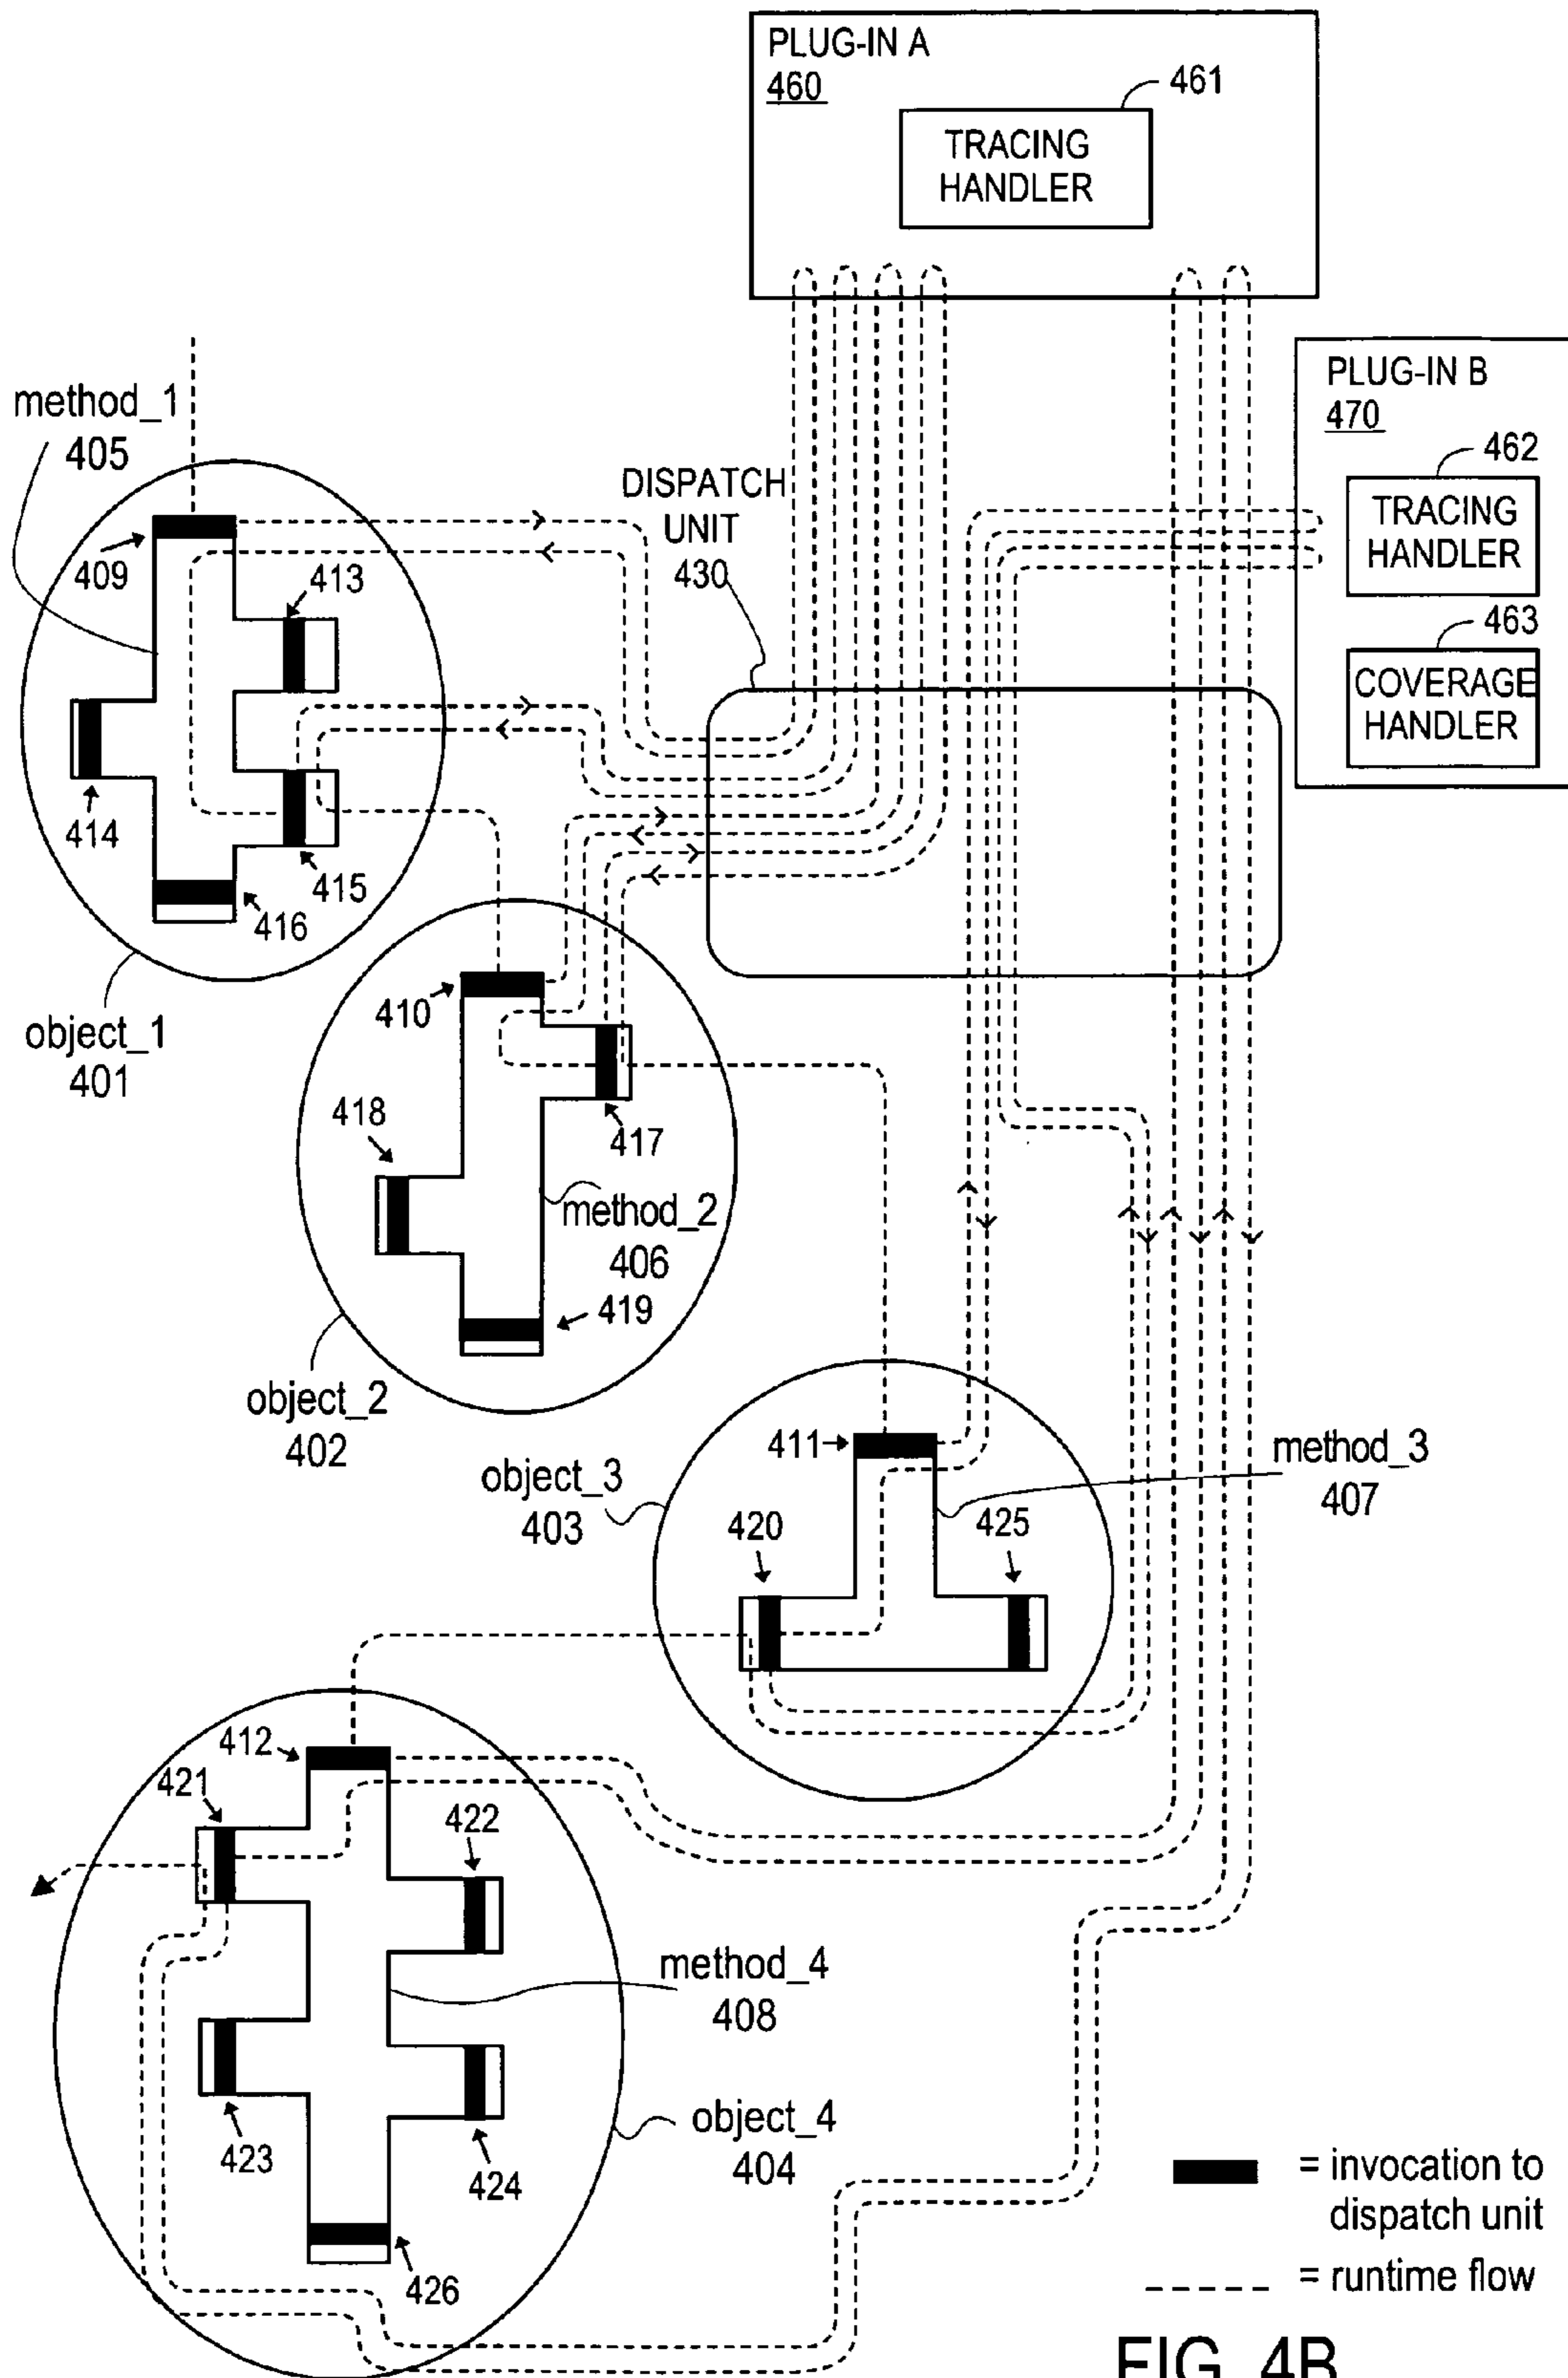 PLUG-IN A
460
461
TRACING
HANDLER
PLUG-IN B
470
462
TRACING
HANDLER
463
COVERAGE
HANDLER
method_1
405
DISPATCH
UNIT
430
409
413
414
415
416
object_1
401
410
418
417
method_2
406
419
object_2
402
411
method_3
407
object_3
403
420
425
412
421
422
method_4
408
423
424
object_4
404
426
= invocation to
dispatch unit
= runtime flow
FIG. 4B